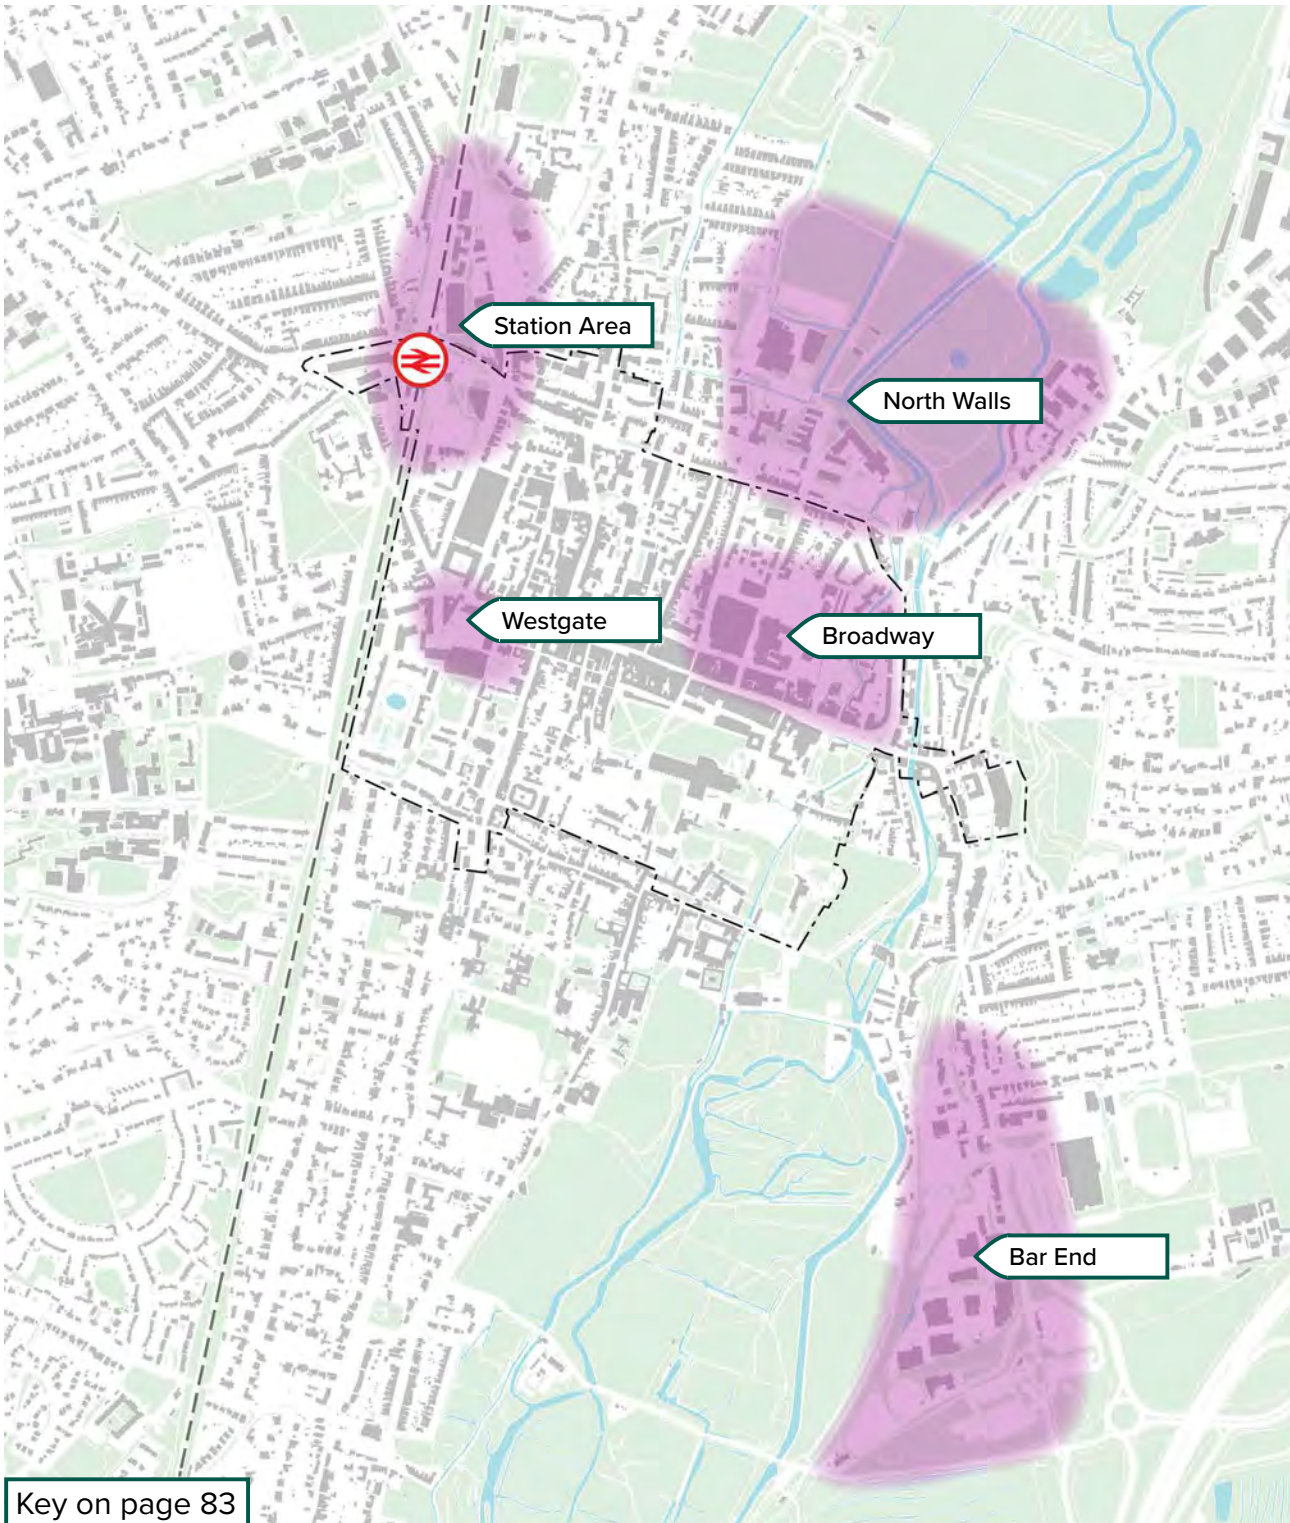 Station Area
North Walls
Westgate
Broadway
Bar End
Key on page 83